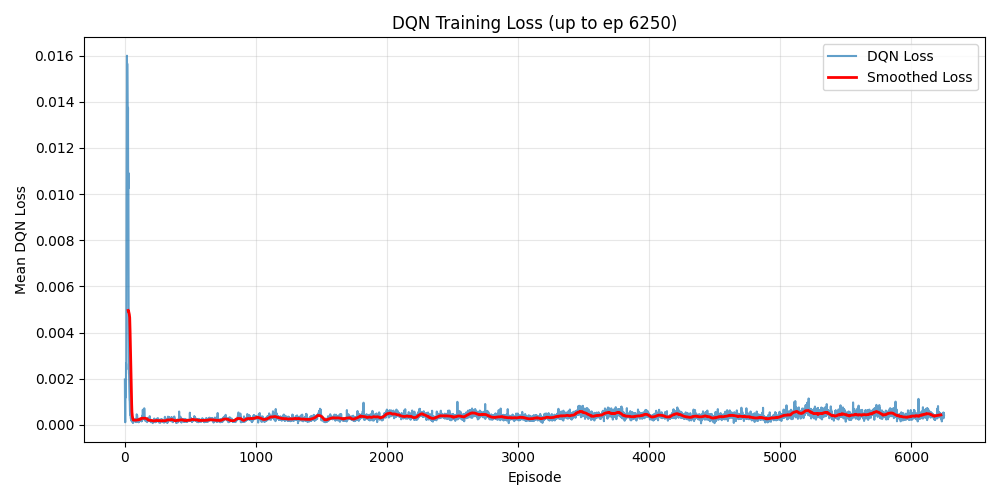 DQN Training Loss (up to ep 6250)
DQN Loss
Smoothed Loss
Mean DQN Loss
0.016
0.014
0.012
0.010
0.008
0.006
0.004
0.002
0.000
0 1000 2000 3000 4000 5000 6000
Episode